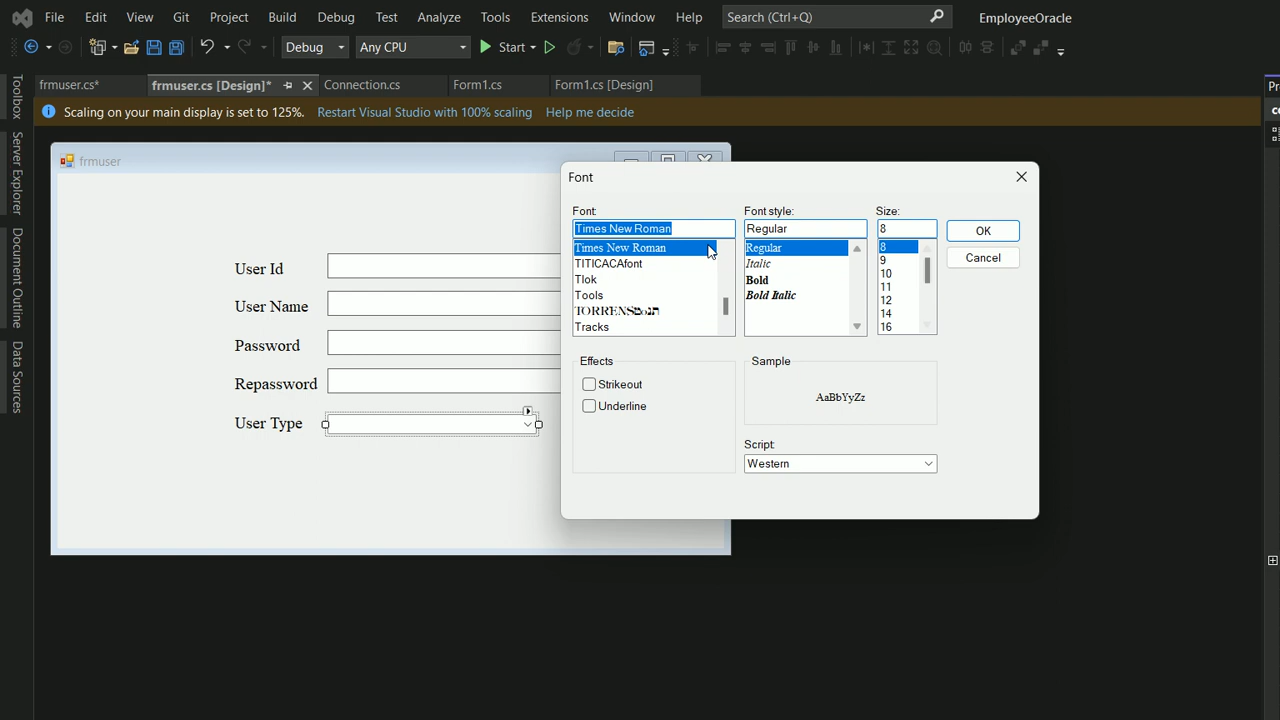 File Edit View Git Project Build Debug Test Analyze Tools Extensions Window Help Search (Ctrl+Q) EmployeeOracle
Debug Any CPU Start
frmuser.cs* frmuser.cs [Design]* Connection.cs Form1.cs Form1.cs [Design]
Scaling on your main display is set to 125%. Restart Visual Studio with 100% scaling Help me decide
Toolbox
Server Explorer
Document Outline
Data Sources
frmuser
User Id
User Name
Password
Repassword
User Type
Font
Font:
Times New Roman
Times New Roman
TITICACAfont
Tlok
Tools
Tracks
Font style:
Regular
Regular
Italic
Bold
Bold Italic
Size:
8
8
9
10
11
12
14
16
OK
Cancel
Effects
Strikeout
Underline
Sample
AaBbYyZz
Script:
Western